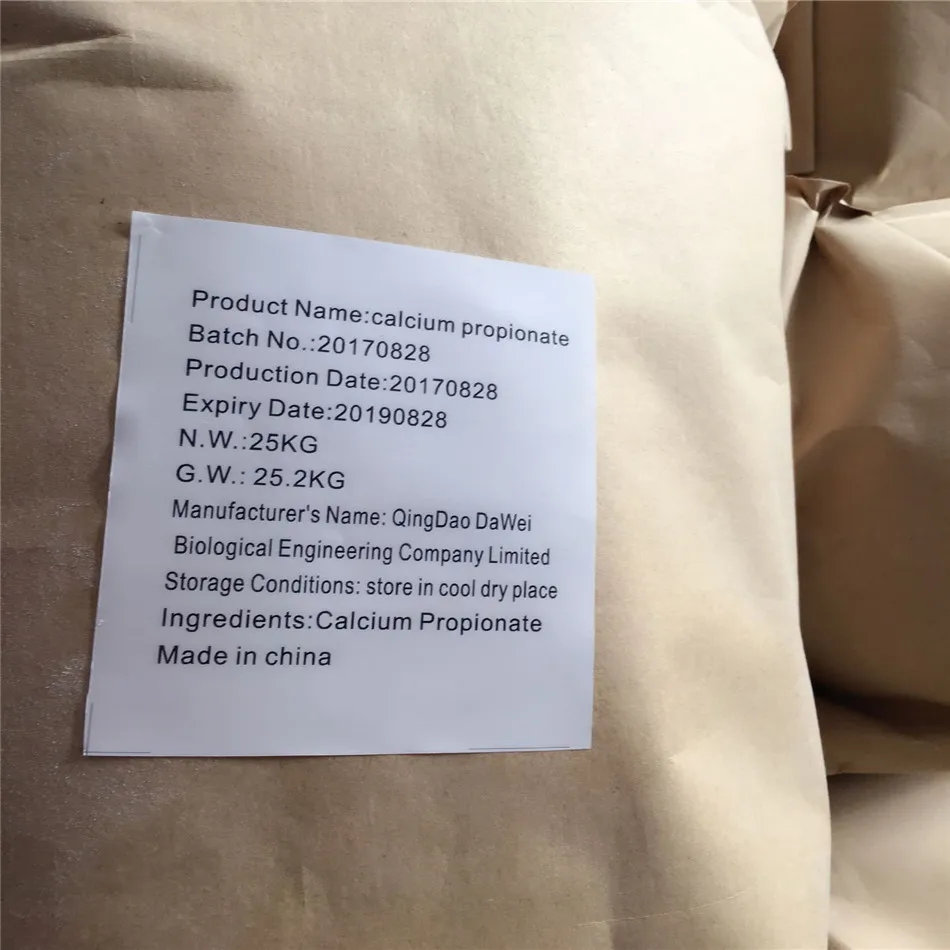 Product Name:calcium propionate
Batch No.:20170828
Production Date:20170828
Expiry Date:20190828
N.W.:25KG
G.W.: 25.2KG
Manufacturer's Name: QingDao DaWei
Biological Engineering Company Limited
Storage Conditions: store in cool dry place
Ingredients:Calcium Propionate
Made in china